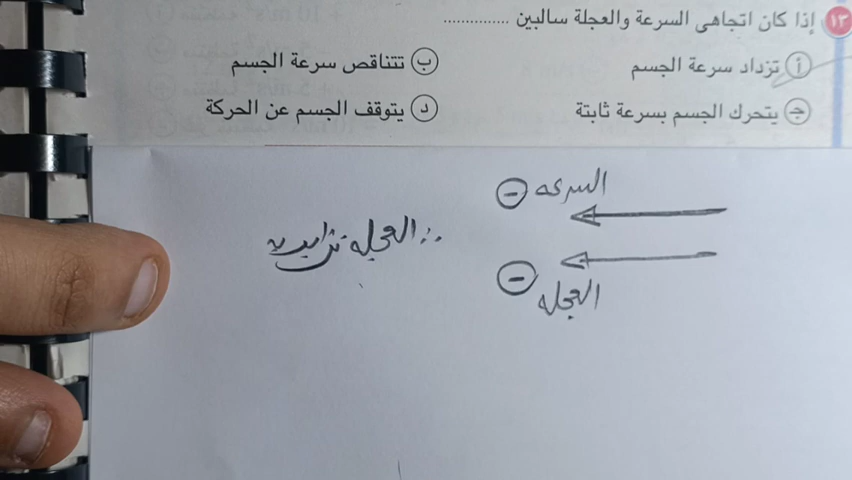 ١٣ إذا كان اتجاهى السرعة والعجلة سالبين ...............
أ تزداد سرعة الجسم
ب تتناقص سرعة الجسم
ج يتحرك الجسم بسرعة ثابتة
د يتوقف الجسم عن الحركة
السرعه ⊖
العجله ⊖
∴ العجلة تزايديه